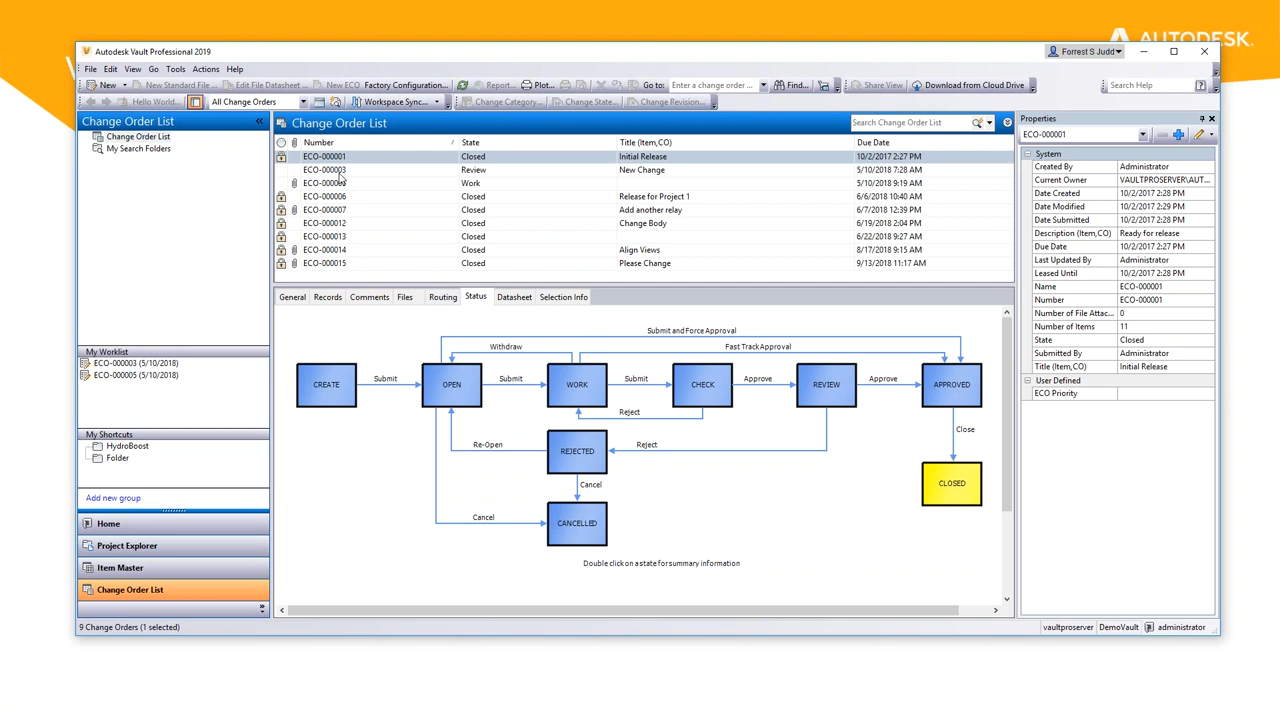 AUTODESK.
Autodesk Vault Professional 2019
Forrest S Judd
File Edit View Go Tools Actions Help
New New Standard File... Edit File Datasheet... New ECO Factory Configuration... Report... Plot... Go to: Enter a change order ... Find... Share View Download from Cloud Drive Search Help
Hello World... All Change Orders Workspace Sync... Change Category... Change State... Change Revision...
Change Order List
Change Order List
My Search Folders
My Worklist
ECO-000003 (5/10/2018)
ECO-000005 (5/10/2018)
My Shortcuts
HydroBoost
Folder
Add new group
Home
Project Explorer
Item Master
Change Order List
Change Order List Search Change Order List
Number State Title (Item,CO) Due Date
ECO-000001 Closed Initial Release 10/2/2017 2:27 PM
ECO-000003 Review New Change 5/10/2018 7:28 AM
ECO-000005 Work 5/10/2018 9:19 AM
ECO-000006 Closed Release for Project 1 6/6/2018 10:40 AM
ECO-000007 Closed Add another relay 6/7/2018 12:39 PM
ECO-000012 Closed Change Body 6/19/2018 2:04 PM
ECO-000013 Closed 6/22/2018 9:27 AM
ECO-000014 Closed Align Views 8/17/2018 9:15 AM
ECO-000015 Closed Please Change 9/13/2018 11:17 AM
General Records Comments Files Routing Status Datasheet Selection Info
Submit and Force Approval
Withdraw Fast Track Approval
CREATE Submit OPEN Submit WORK Submit CHECK Approve REVIEW Approve APPROVED
Reject
Close
Re-Open REJECTED Reject
Cancel
CLOSED
Cancel CANCELLED
Double click on a state for summary information
Properties
ECO-000001
System
Created By Administrator
Current Owner VAULTPROSERVER\AUT...
Date Created 10/2/2017 2:28 PM
Date Modified 10/2/2017 2:29 PM
Date Submitted 10/2/2017 2:28 PM
Description (Item,CO) Ready for release
Due Date 10/2/2017 2:27 PM
Last Updated By Administrator
Leased Until 10/2/2017 2:28 PM
Name ECO-000001
Number ECO-000001
Number of File Attac... 0
Number of Items 11
State Closed
Submitted By Administrator
Title (Item,CO) Initial Release
User Defined
ECO Priority
9 Change Orders (1 selected) vaultproserver DemoVault administrator